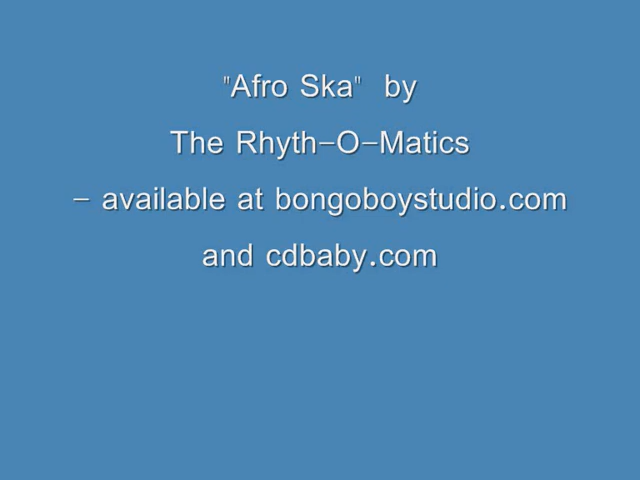 "Afro Ska"  by
The Rhyth-O-Matics
- available at bongoboystudio.com
and cdbaby.com